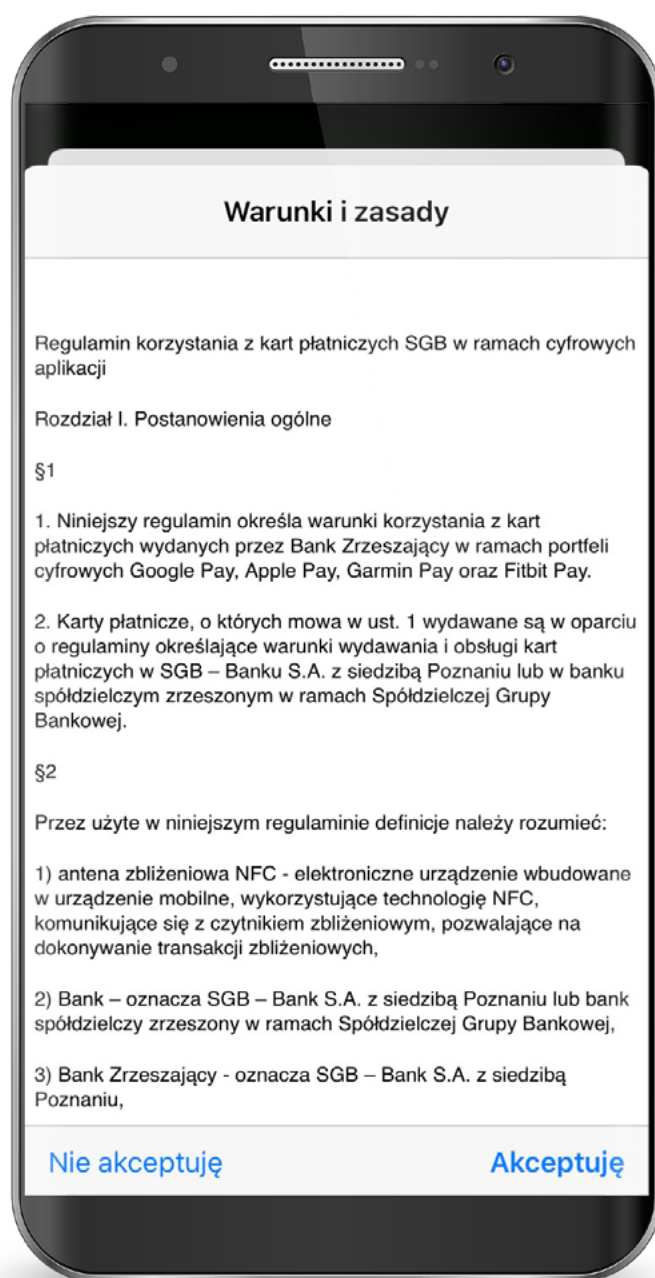 Warunki i zasady
Regulamin korzystania z kart płatniczych SGB w ramach cyfrowych
aplikacji
Rozdział I. Postanowienia ogólne
§1
1. Niniejszy regulamin określa warunki korzystania z kart
płatniczych wydanych przez Bank Zrzeszający w ramach portfeli
cyfrowych Google Pay, Apple Pay, Garmin Pay oraz Fitbit Pay.
2. Karty płatnicze, o których mowa w ust. 1 wydawane są w oparciu
o regulaminy określające warunki wydawania i obsługi kart
płatniczych w SGB – Banku S.A. z siedzibą Poznaniu lub w banku
spółdzielczym zrzeszonym w ramach Spółdzielczej Grupy
Bankowej.
§2
Przez użyte w niniejszym regulaminie definicje należy rozumieć:
1) antena zbliżeniowa NFC - elektroniczne urządzenie wbudowane
w urządzenie mobilne, wykorzystujące technologię NFC,
komunikujące się z czytnikiem zbliżeniowym, pozwalające na
dokonywanie transakcji zbliżeniowych,
2) Bank – oznacza SGB – Bank S.A. z siedzibą Poznaniu lub bank
spółdzielczy zrzeszony w ramach Spółdzielczej Grupy Bankowej,
3) Bank Zrzeszający - oznacza SGB – Bank S.A. z siedzibą
Poznaniu,
Nie akceptuję Akceptuję